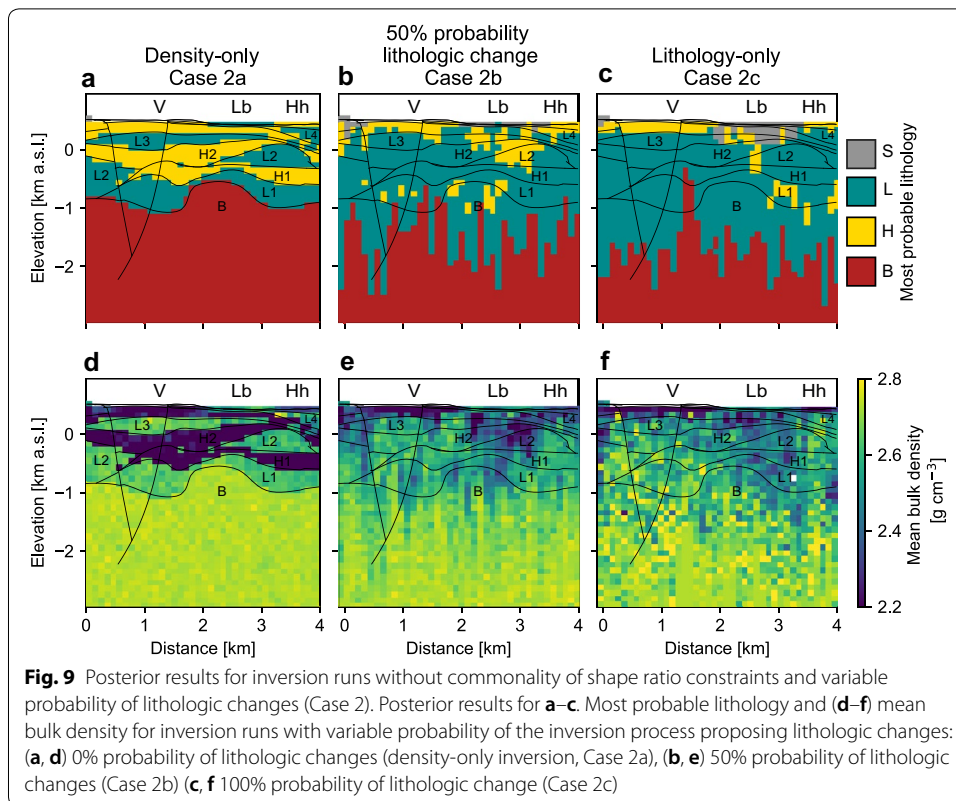 Density-only
Case 2a
50% probability
lithologic change
Case 2b
Lithology-only
Case 2c
a
b
c
V Lb Hh
V Lb Hh
V Lb Hh
Elevation [km a.s.l.]
0
−1
−2
L3
L4
H2
L2
L2
H1
L1
B
L3
H2
L2
L2
H1
L1
B
L3
L4
H2
L2
L2
H1
L1
B
S
L
H
B
Most probable lithology
d
e
f
V Lb Hh
V Lb Hh
V Lb Hh
Elevation [km a.s.l.]
0
−1
−2
L3
L4
H2
L2
L2
H1
L1
B
L3
L4
H2
L2
L2
H1
L1
B
L3
L4
H2
L2
L2
H1
L1
B
2.8
2.6
2.4
2.2
Mean bulk density
[g cm⁻³]
0 1 2 3 4
0 1 2 3 4
0 1 2 3 4
Distance [km]
Distance [km]
Distance [km]
Fig. 9 Posterior results for inversion runs without commonality of shape ratio constraints and variable
probability of lithologic changes (Case 2). Posterior results for a–c. Most probable lithology and (d–f) mean
bulk density for inversion runs with variable probability of the inversion process proposing lithologic changes:
(a, d) 0% probability of lithologic changes (density-only inversion, Case 2a), (b, e) 50% probability of lithologic
changes (Case 2b) (c, f 100% probability of lithologic change (Case 2c)